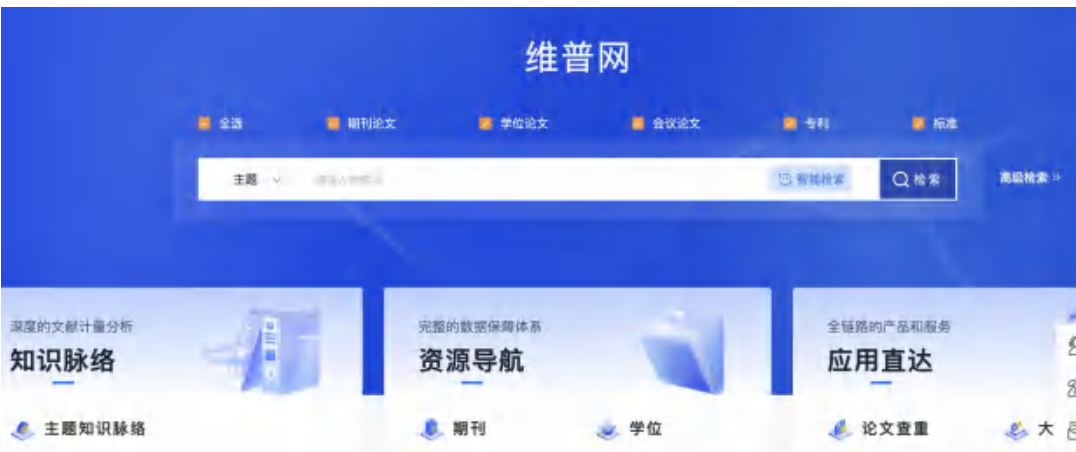 维普网
全选 期刊论文 学位论文 会议论文 专利 标准
主题 智能检索 检索 高级检索 »
深度的文献计量分析 完整的数据保障体系 全链路的产品和服务
知识脉络 资源导航 应用直达
主题知识脉络 期刊 学位 论文查重 大